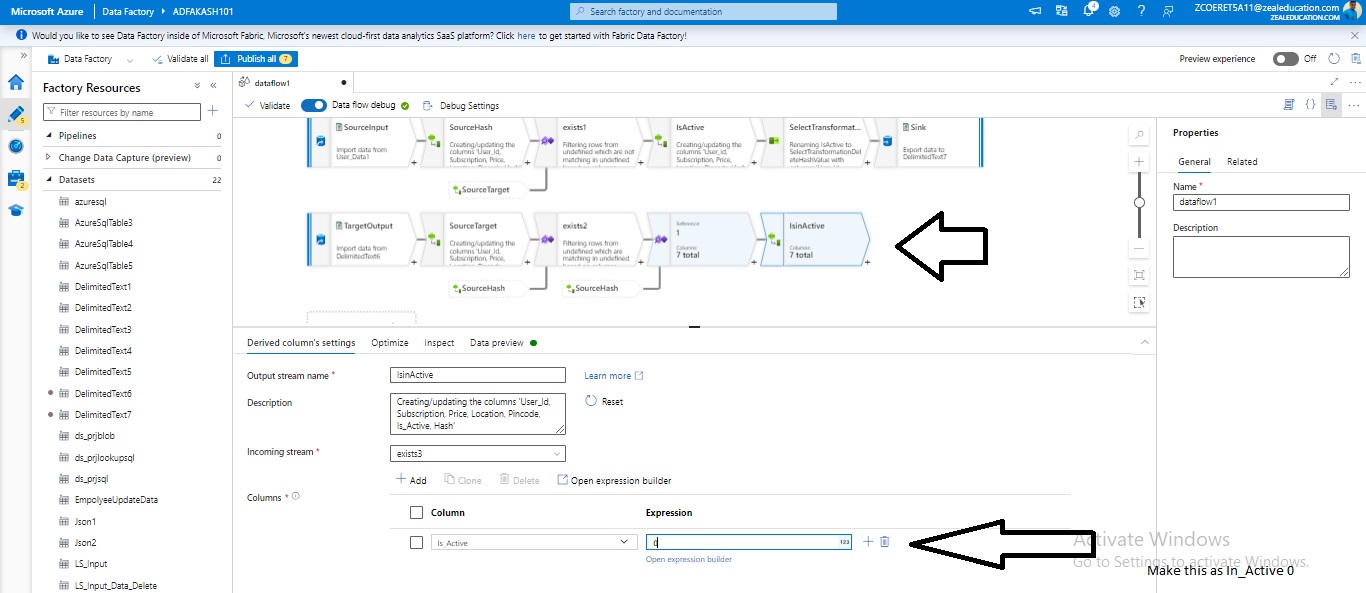 Microsoft Azure
Data Factory
ADFAKASH101
Search factory and documentation
4
ZCOERET5A11@zealeducation.com
ZEALEDUCATION.COM
Would you like to see Data Factory inside of Microsoft Fabric, Microsoft's newest cloud-first data analytics SaaS platform? Click here to get started with Fabric Data Factory!
Data Factory
Validate all
Publish all 7
Preview experience
Off
5
2
Factory Resources
Filter resources by name
Pipelines 0
Change Data Capture (preview) 0
Datasets 22
azuresql
AzureSqlTable3
AzureSqlTable4
AzureSqlTable5
DelimitedText1
DelimitedText2
DelimitedText3
DelimitedText4
DelimitedText5
DelimitedText6
DelimitedText7
ds_prjblob
ds_prjlookupsql
ds_prjsql
EmpolyeeUpdateData
Json1
Json2
LS_Input
LS_Input_Data_Delete
dataflow1
Validate
Data flow debug
Debug Settings
SourceInput
Import data from
User_Data1
SourceHash
Creating/updating the
columns 'User_Id,
Subscription, Price,
exists1
Filtering rows from
undefined which are not
matching in undefined
IsActive
Creating/updating the
columns 'User_Id,
Subscription, Price,
SelectTransformat...
Renaming IsActive to
SelectTransformationDel
eteHashValue with
Sink
Export data to
DelimitedText7
SourceTarget
TargetOutput
Import data from
DelimitedText6
SourceTarget
Creating/updating the
columns 'User_Id,
Subscription, Price,
exists2
Filtering rows from
undefined which are
matching in undefined
Reference
1
Columns
7 total
IsinActive
Columns:
7 total
SourceHash
SourceHash
Derived column's settings
Optimize
Inspect
Data preview
Output stream name *
IsinActive
Learn more
Description
Creating/updating the columns 'User_Id,
Subscription, Price, Location, Pincode,
Is_Active, Hash'
Reset
Incoming stream *
exists3
Add
Clone
Delete
Open expression builder
Columns *
Column
Expression
Is_Active
0
123
Open expression builder
Properties
General
Related
Name *
dataflow1
Description
Activate Windows
Go to Settings to activate Windows.
Make this as In_Active 0